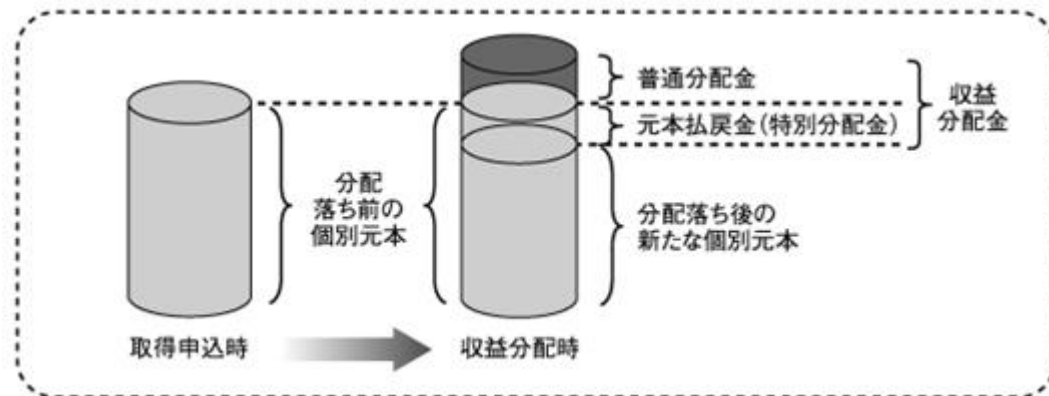 普通分配金
元本払戻金(特別分配金)
収益
分配金
分配
落ち前の
個別元本
分配落ち後の
新たな個別元本
取得申込時
収益分配時